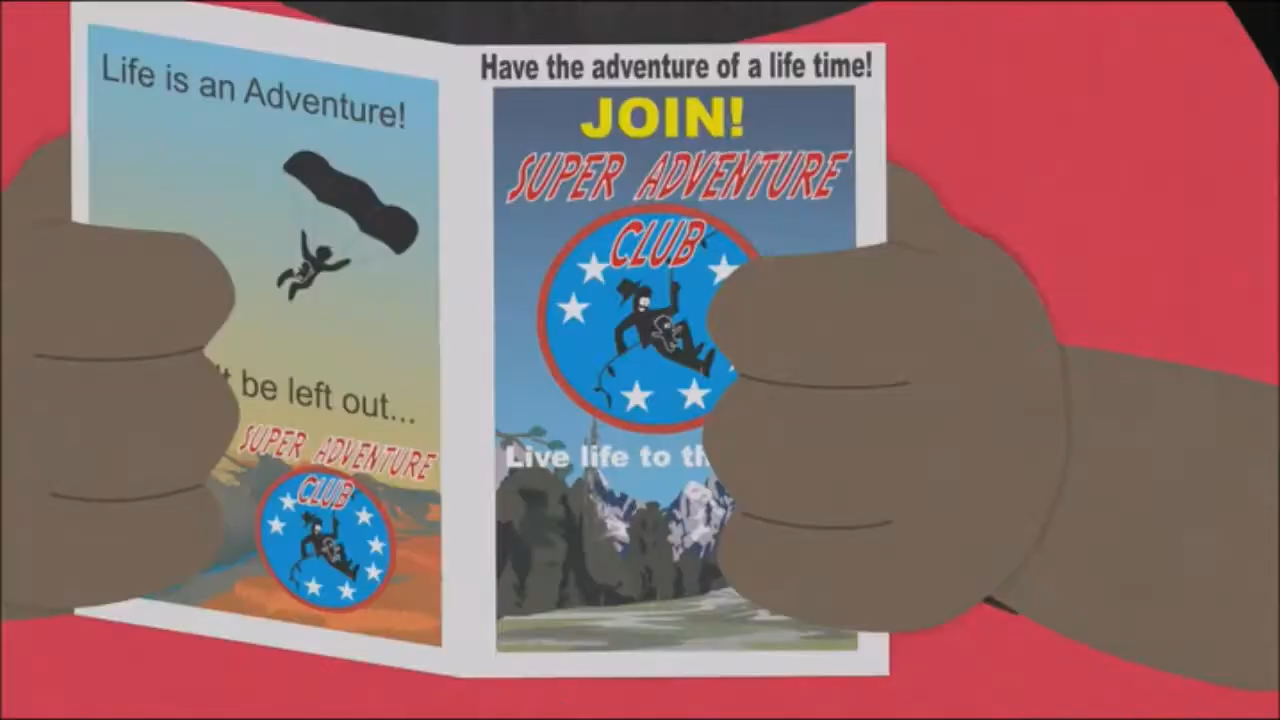 Life is an Adventure!
be left out...
SUPER ADVENTURE
CLUB
Have the adventure of a life time!
JOIN!
SUPER ADVENTURE
CLUB
Live life to